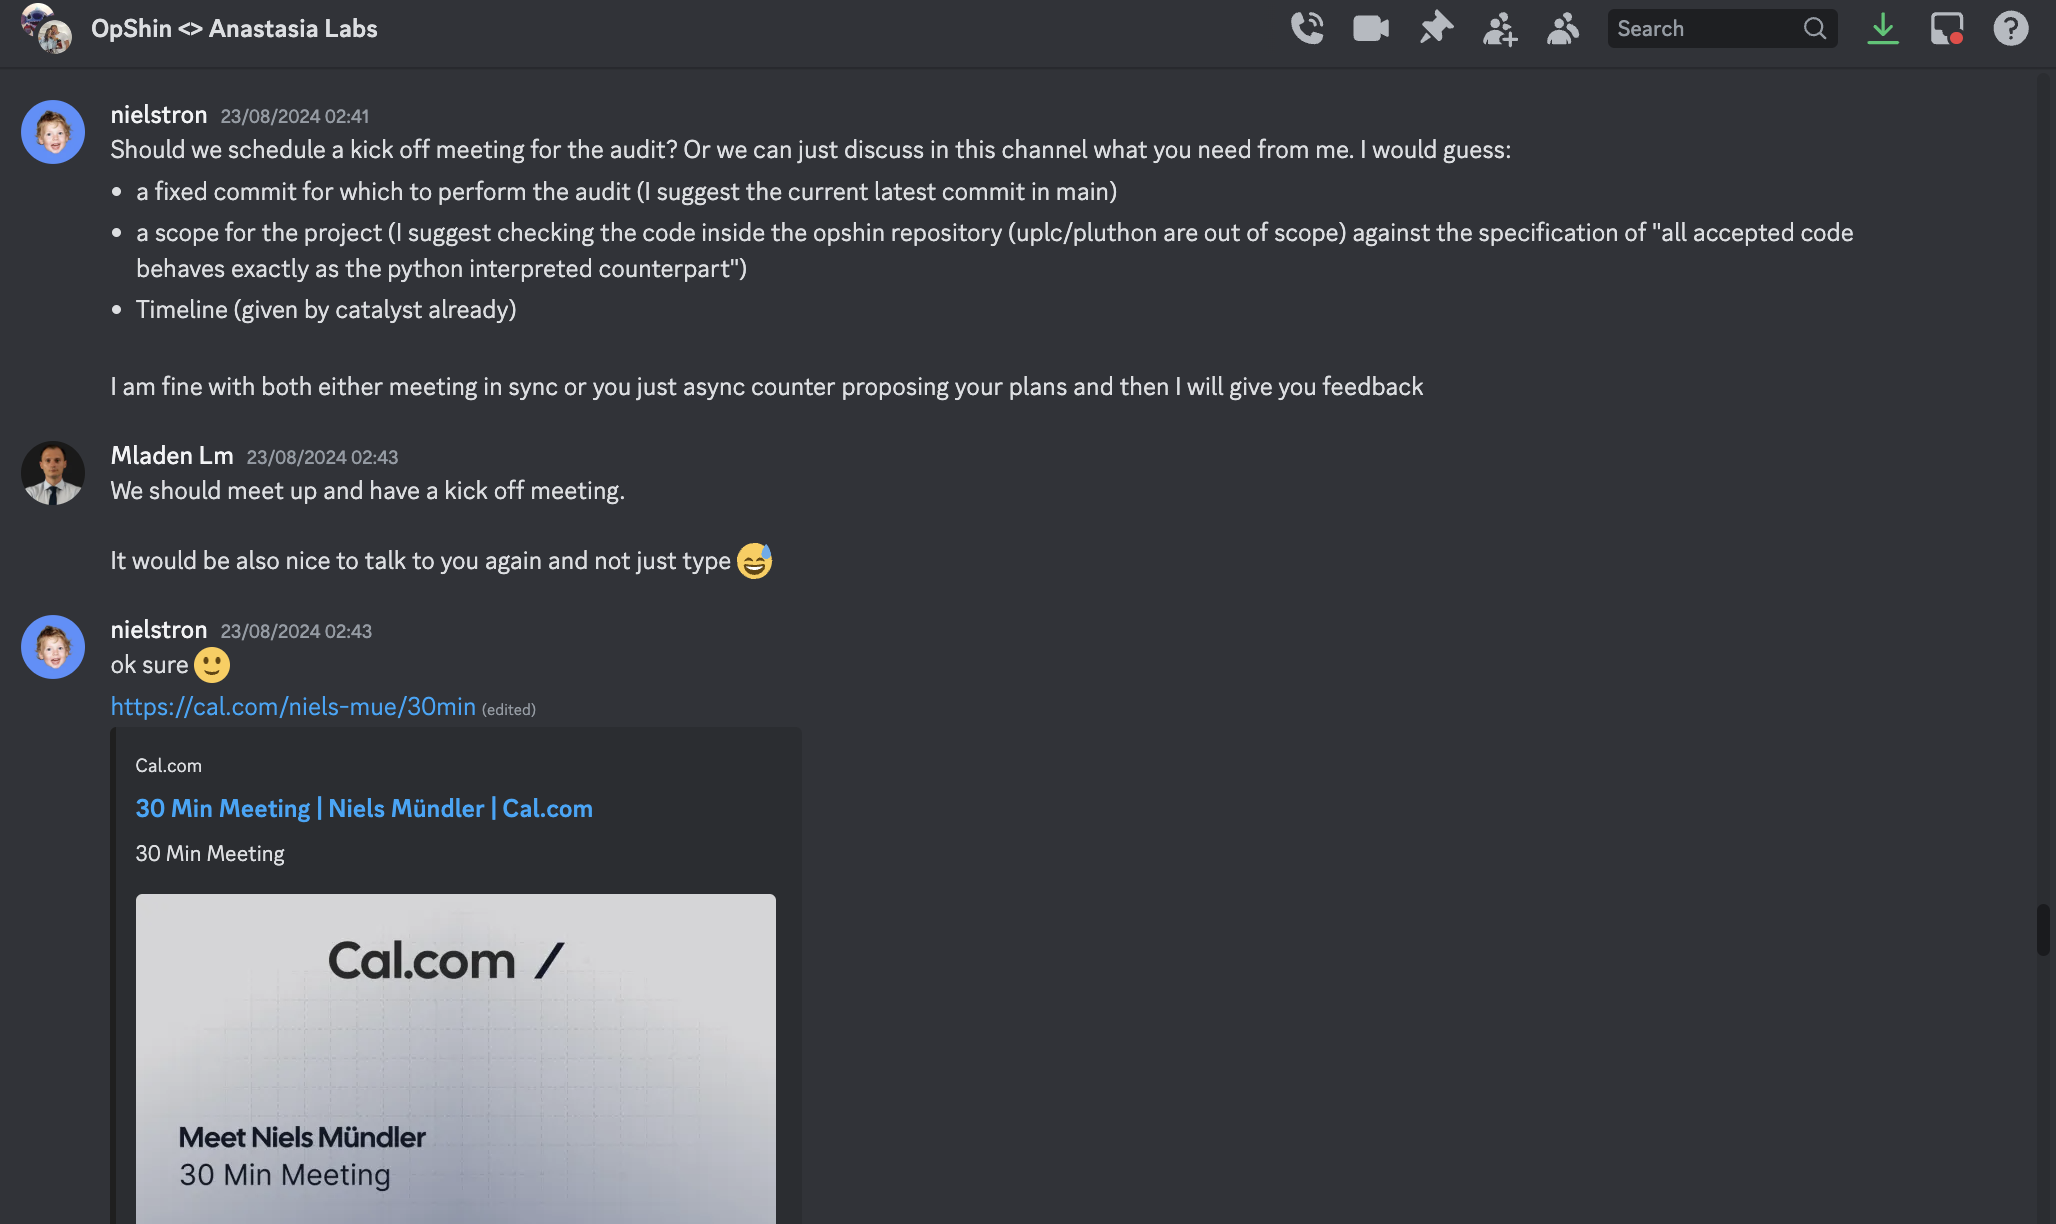 OpShin <> Anastasia Labs
Search
nielstron 23/08/2024 02:41
Should we schedule a kick off meeting for the audit? Or we can just discuss in this channel what you need from me. I would guess:
• a fixed commit for which to perform the audit (I suggest the current latest commit in main)
• a scope for the project (I suggest checking the code inside the opshin repository (uplc/pluthon are out of scope) against the specification of "all accepted code
behaves exactly as the python interpreted counterpart")
• Timeline (given by catalyst already)
I am fine with both either meeting in sync or you just async counter proposing your plans and then I will give you feedback
Mladen Lm 23/08/2024 02:43
We should meet up and have a kick off meeting.
It would be also nice to talk to you again and not just type 😅
nielstron 23/08/2024 02:43
ok sure 🙂
https://cal.com/niels-mue/30min (edited)
Cal.com
30 Min Meeting | Niels Mündler | Cal.com
30 Min Meeting
Cal.com /
Meet Niels Mündler
30 Min Meeting